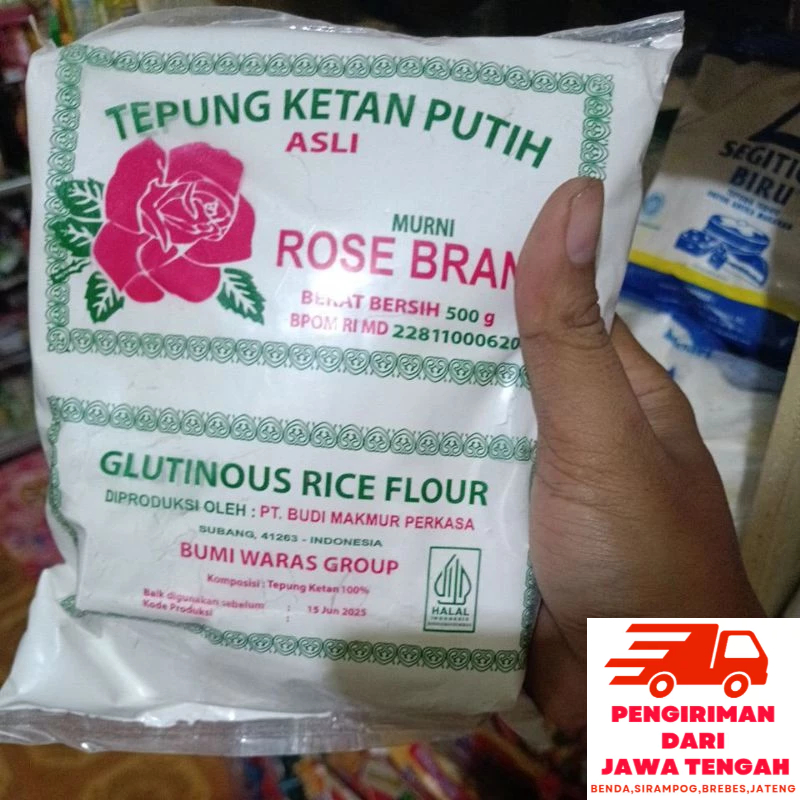 TEPUNG KETAN PUTIH
ASLI
MURNI
ROSE BRAN
BERAT BERSIH 500 g
BPOM RI MD 22811000620
GLUTINOUS RICE FLOUR
DIPRODUKSI OLEH : PT. BUDI MAKMUR PERKASA
SUBANG, 41263 - INDONESIA
BUMI WARAS GROUP
Komposisi : Tepung Ketan 100%
Baik digunakan sebelum : 15 Jun 2025
Kode Produksi :
HALAL
INDONESIA
SEGITI
BIRU
PENGIRIMAN
DARI
JAWA TENGAH
BENDA,SIRAMPOG,BREBES,JATENG